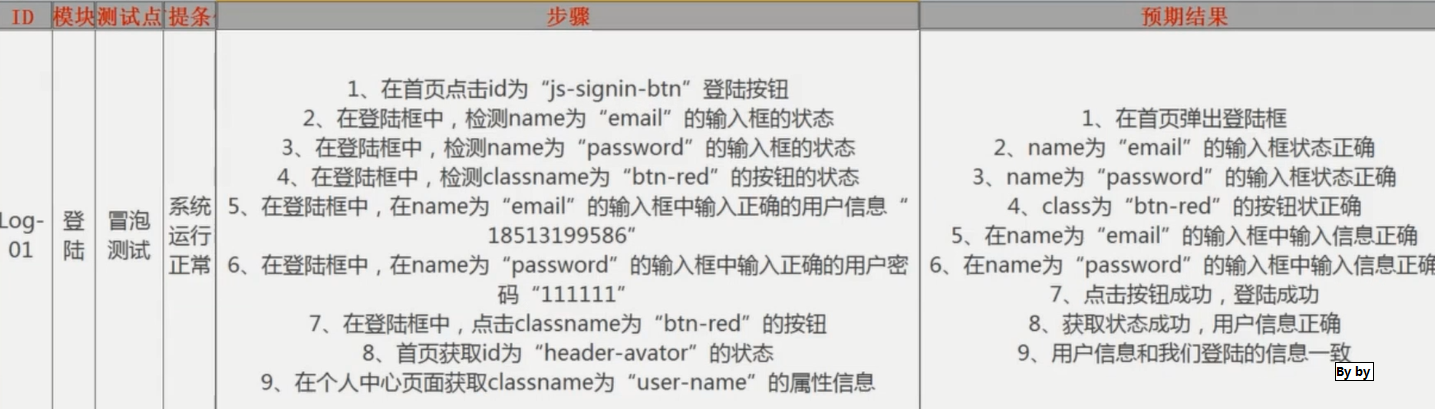 ID 模块 测试点 提条 步骤 预期结果
Log-01
登陆
冒泡测试
系统运行正常
1、在首页点击id为“js-signin-btn”登陆按钮
2、在登陆框中，检测name为“email”的输入框的状态
3、在登陆框中，检测name为“password”的输入框的状态
4、在登陆框中，检测classname为“btn-red”的按钮的状态
5、在登陆框中，在name为“email”的输入框中输入正确的用户信息“
18513199586”
6、在登陆框中，在name为“password”的输入框中输入正确的用户密
码“111111”
7、在登陆框中，点击classname为“btn-red”的按钮
8、首页获取id为“header-avator”的状态
9、在个人中心页面获取classname为“user-name”的属性信息
1、在首页弹出登陆框
2、name为“email”的输入框状态正确
3、name为“password”的输入框状态正确
4、class为“btn-red”的按钮状正确
5、在name为“email”的输入框中输入信息正确
6、在name为“password”的输入框中输入信息正确
7、点击按钮成功，登陆成功
8、获取状态成功，用户信息正确
9、用户信息和我们登陆的信息一致
By by